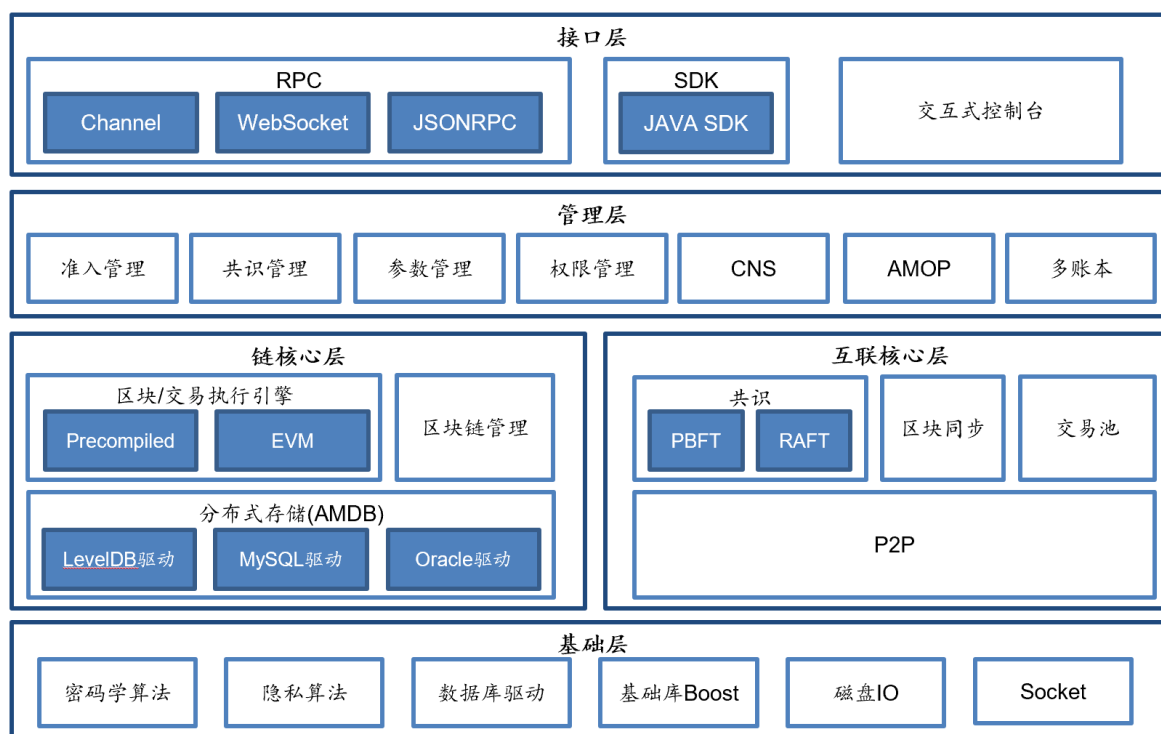 接口层
RPC
Channel
WebSocket
JSONRPC
SDK
JAVA SDK
交互式控制台
管理层
准入管理
共识管理
参数管理
权限管理
CNS
AMOP
多账本
链核心层
区块/交易执行引擎
Precompiled
EVM
区块链管理
分布式存储(AMDB)
LevelDB驱动
MySQL驱动
Oracle驱动
互联核心层
共识
PBFT
RAFT
区块同步
交易池
P2P
基础层
密码学算法
隐私算法
数据库驱动
基础库Boost
磁盘IO
Socket